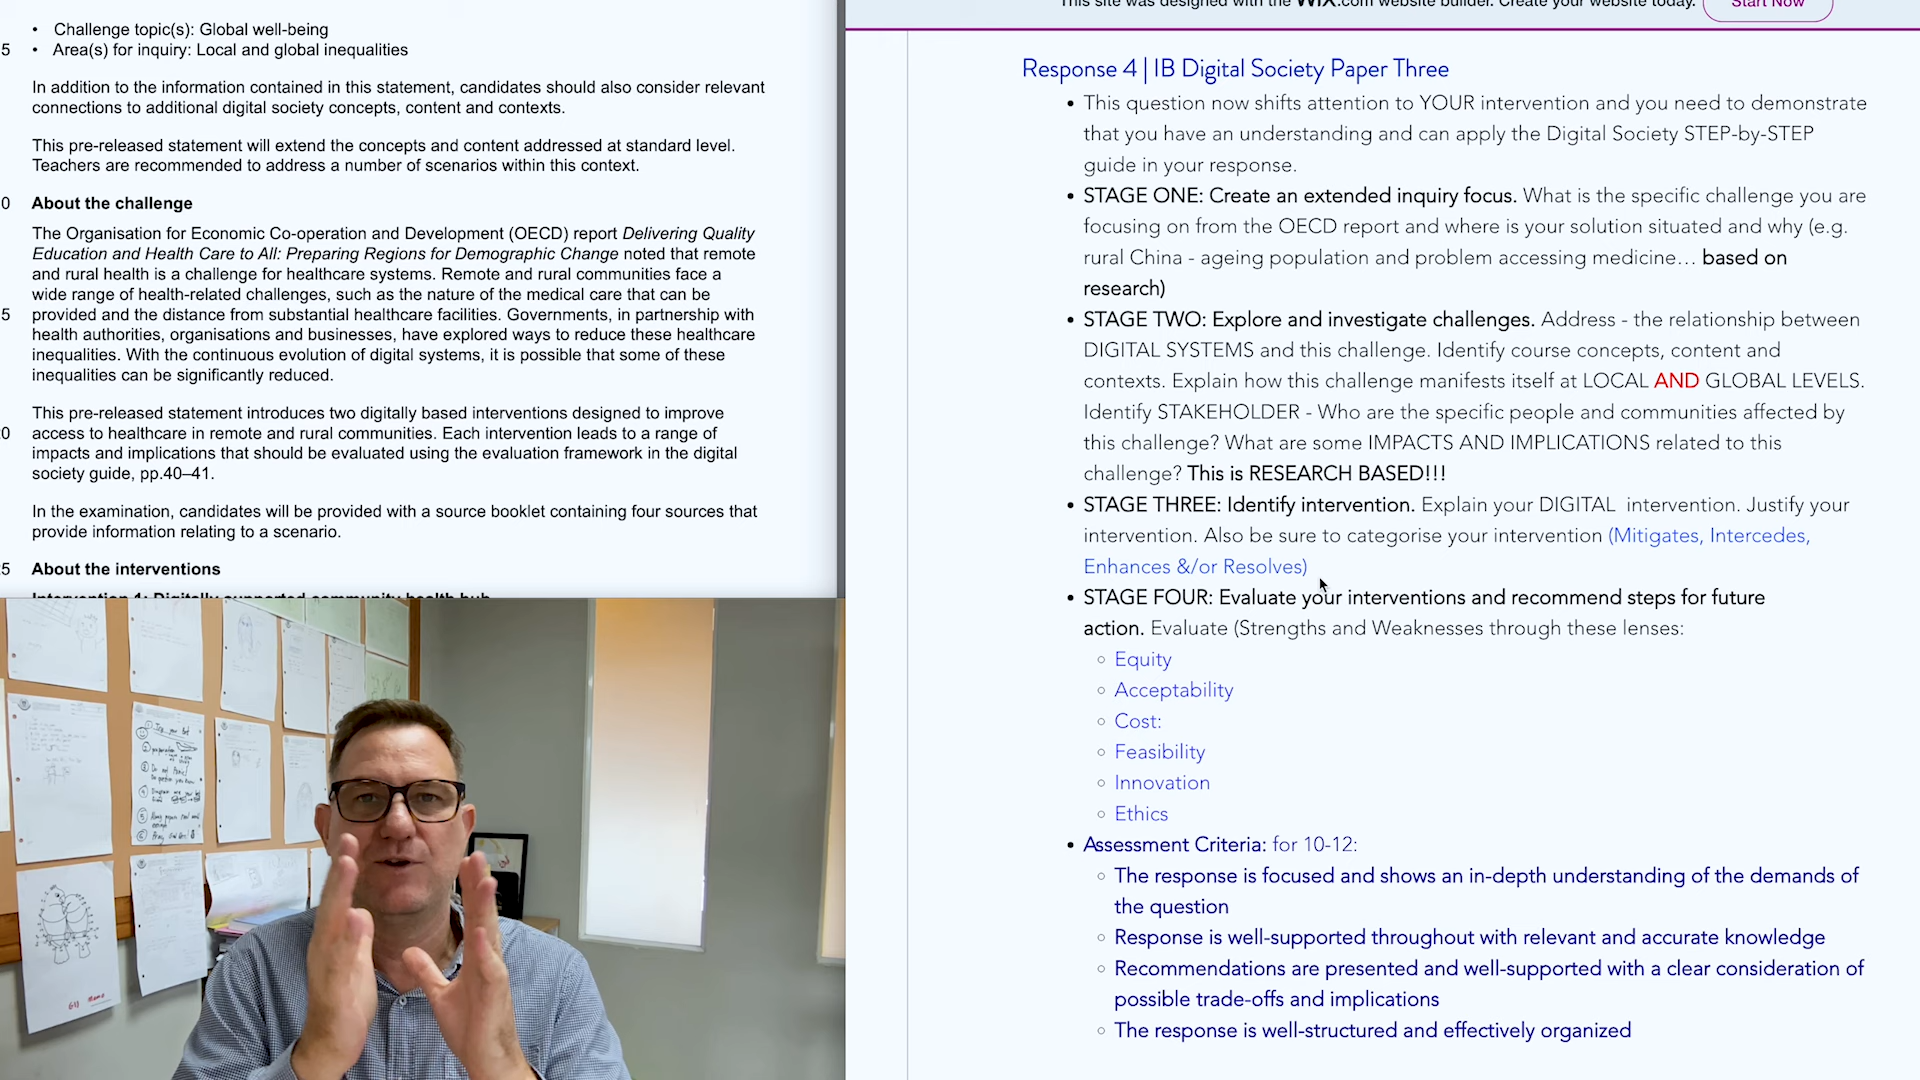 • Challenge topic(s): Global well-being
5 • Area(s) for inquiry: Local and global inequalities
In addition to the information contained in this statement, candidates should also consider relevant
connections to additional digital society concepts, content and contexts.
This pre-released statement will extend the concepts and content addressed at standard level.
Teachers are recommended to address a number of scenarios within this context.
0 About the challenge
The Organisation for Economic Co-operation and Development (OECD) report Delivering Quality
Education and Health Care to All: Preparing Regions for Demographic Change noted that remote
and rural health is a challenge for healthcare systems. Remote and rural communities face a
wide range of health-related challenges, such as the nature of the medical care that can be
5 provided and the distance from substantial healthcare facilities. Governments, in partnership with
health authorities, organisations and businesses, have explored ways to reduce these healthcare
inequalities. With the continuous evolution of digital systems, it is possible that some of these
inequalities can be significantly reduced.
This pre-released statement introduces two digitally based interventions designed to improve
0 access to healthcare in remote and rural communities. Each intervention leads to a range of
impacts and implications that should be evaluated using the evaluation framework in the digital
society guide, pp.40–41.
In the examination, candidates will be provided with a source booklet containing four sources that
provide information relating to a scenario.
5 About the interventions
Intervention 1: Digitally supported community health hub
This site was designed with the WIX.com website builder. Create your website today.
Start Now
Response 4 | IB Digital Society Paper Three
• This question now shifts attention to YOUR intervention and you need to demonstrate
that you have an understanding and can apply the Digital Society STEP-by-STEP
guide in your response.
• STAGE ONE: Create an extended inquiry focus. What is the specific challenge you are
focusing on from the OECD report and where is your solution situated and why (e.g.
rural China - ageing population and problem accessing medicine... based on
research)
• STAGE TWO: Explore and investigate challenges. Address - the relationship between
DIGITAL SYSTEMS and this challenge. Identify course concepts, content and
contexts. Explain how this challenge manifests itself at LOCAL AND GLOBAL LEVELS.
Identify STAKEHOLDER - Who are the specific people and communities affected by
this challenge? What are some IMPACTS AND IMPLICATIONS related to this
challenge? This is RESEARCH BASED!!!
• STAGE THREE: Identify intervention. Explain your DIGITAL intervention. Justify your
intervention. Also be sure to categorise your intervention (Mitigates, Intercedes,
Enhances &/or Resolves)
• STAGE FOUR: Evaluate your interventions and recommend steps for future
action. Evaluate (Strengths and Weaknesses through these lenses:
○ Equity
○ Acceptability
○ Cost:
○ Feasibility
○ Innovation
○ Ethics
• Assessment Criteria: for 10-12:
○ The response is focused and shows an in-depth understanding of the demands of
the question
○ Response is well-supported throughout with relevant and accurate knowledge
○ Recommendations are presented and well-supported with a clear consideration of
possible trade-offs and implications
○ The response is well-structured and effectively organized